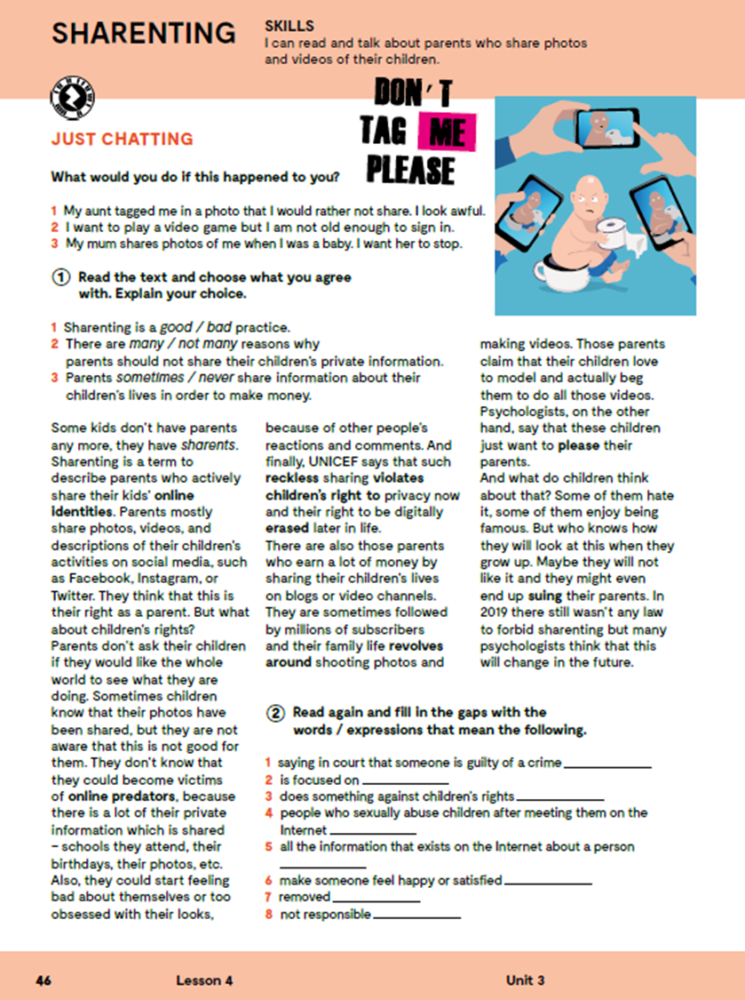 SHARENTING
SKILLS
I can read and talk about parents who share photos
and videos of their children.
DON'T
TAG ME
PLEASE
JUST CHATTING
What would you do if this happened to you?
1 My aunt tagged me in a photo that I would rather not share. I look awful.
2 I want to play a video game but I am not old enough to sign in.
3 My mum shares photos of me when I was a baby. I want her to stop.
1 Read the text and choose what you agree
with. Explain your choice.
1 Sharenting is a good / bad practice.
2 There are many / not many reasons why
parents should not share their children's private information.
3 Parents sometimes / never share information about their
children's lives in order to make money.
Some kids don't have parents
any more, they have sharents.
Sharenting is a term to
describe parents who actively
share their kids' online
identities. Parents mostly
share photos, videos, and
descriptions of their children's
activities on social media, such
as Facebook, Instagram, or
Twitter. They think that this is
their right as a parent. But what
about children's rights?
Parents don't ask their children
if they would like the whole
world to see what they are
doing. Sometimes children
know that their photos have
been shared, but they are not
aware that this is not good for
them. They don't know that
they could become victims
of online predators, because
there is a lot of their private
information which is shared
– schools they attend, their
birthdays, their photos, etc.
Also, they could start feeling
bad about themselves or too
obsessed with their looks,
because of other people's
reactions and comments. And
finally, UNICEF says that such
reckless sharing violates
children's right to privacy now
and their right to be digitally
erased later in life.
There are also those parents
who earn a lot of money by
sharing their children's lives
on blogs or video channels.
They are sometimes followed
by millions of subscribers
and their family life revolves
around shooting photos and
making videos. Those parents
claim that their children love
to model and actually beg
them to do all those videos.
Psychologists, on the other
hand, say that these children
just want to please their
parents.
And what do children think
about that? Some of them hate
it, some of them enjoy being
famous. But who knows how
they will look at this when they
grow up. Maybe they will not
like it and they might even
end up suing their parents. In
2019 there still wasn't any law
to forbid sharenting but many
psychologists think that this
will change in the future.
2 Read again and fill in the gaps with the
words / expressions that mean the following.
1 saying in court that someone is guilty of a crime
2 is focused on
3 does something against children's rights
4 people who sexually abuse children after meeting them on the
Internet
5 all the information that exists on the Internet about a person
6 make someone feel happy or satisfied
7 removed
8 not responsible
46 Lesson 4 Unit 3